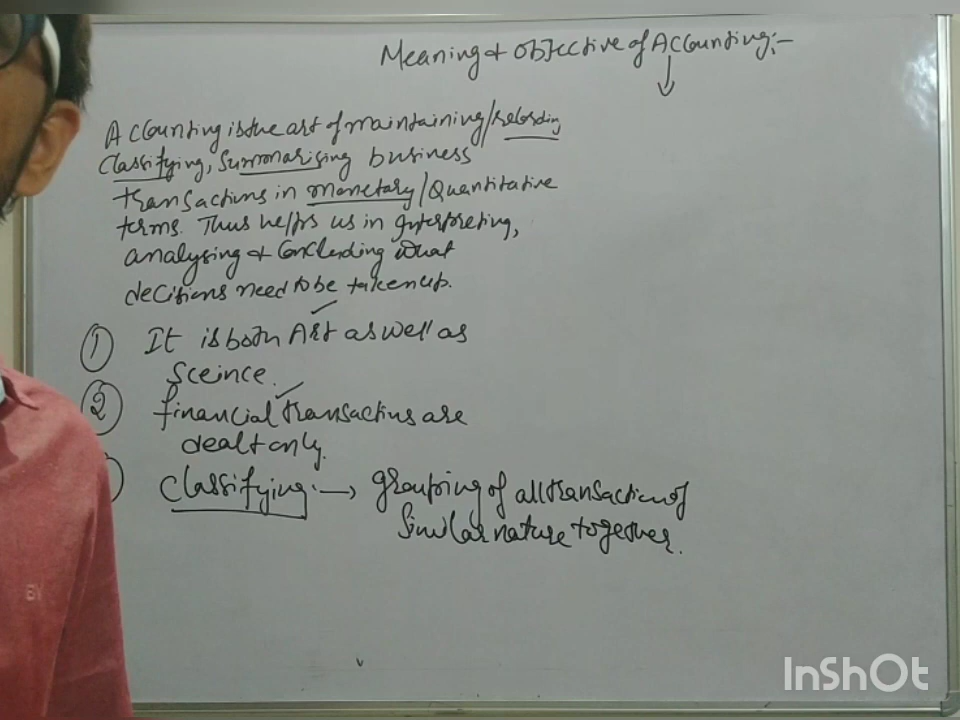 Meaning & Objective of Accounting:-
Accounting is the art of maintaining/recording
Classifying, Summarising business
transactions in monetary/Quantitative
terms. Thus helps us in Interpreting,
analysing & Concluding what
decisions need to be taken up.
① It is both Art as well as
Sceince.
② financial transactions are
dealt only.
Classifying:→ grouping of all transaction of
Similar nature together.
BY
InShOt